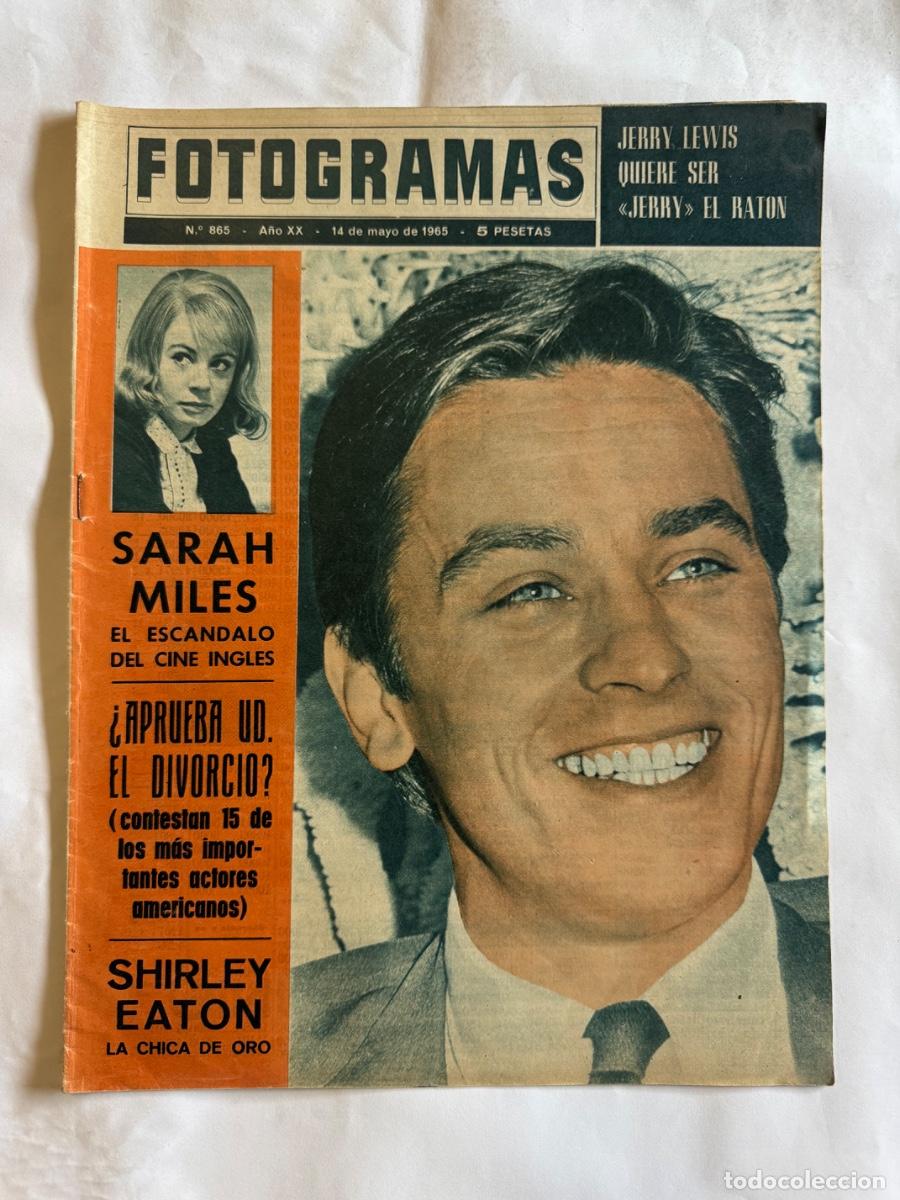 FOTOGRAMAS
N.º 865 - Año XX - 14 de mayo de 1965 - 5 PESETAS
JERRY LEWIS
QUIERE SER
«JERRY» EL RATON
SARAH
MILES
EL ESCANDALO
DEL CINE INGLES
¿APRUEBA UD.
EL DIVORCIO?
(contestan 15 de
los más impor-
tantes actores
americanos)
SHIRLEY
EATON
LA CHICA DE ORO
todocoleccion